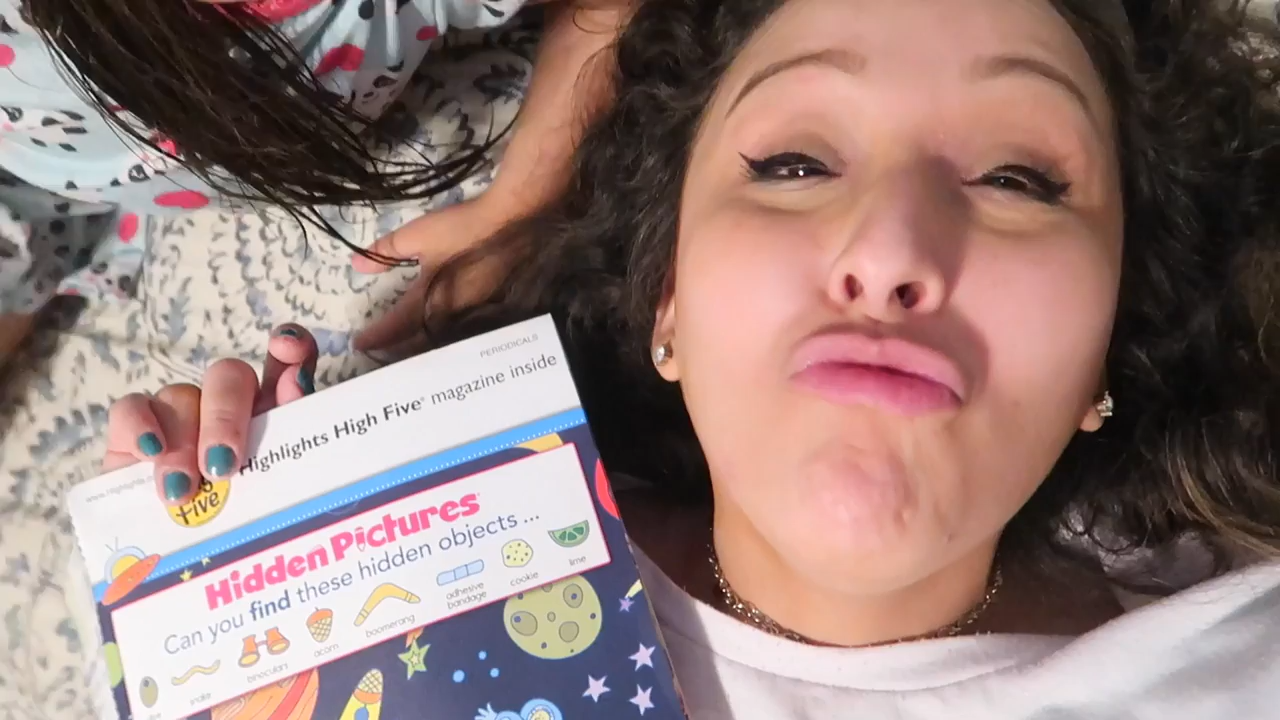 PERIODICALS
Highlights High Five® magazine inside
Five
Hidden Pictures®
Can you find these hidden objects ...
snake
binoculars
acorn
boomerang
adhesive
bandage
cookie
lime